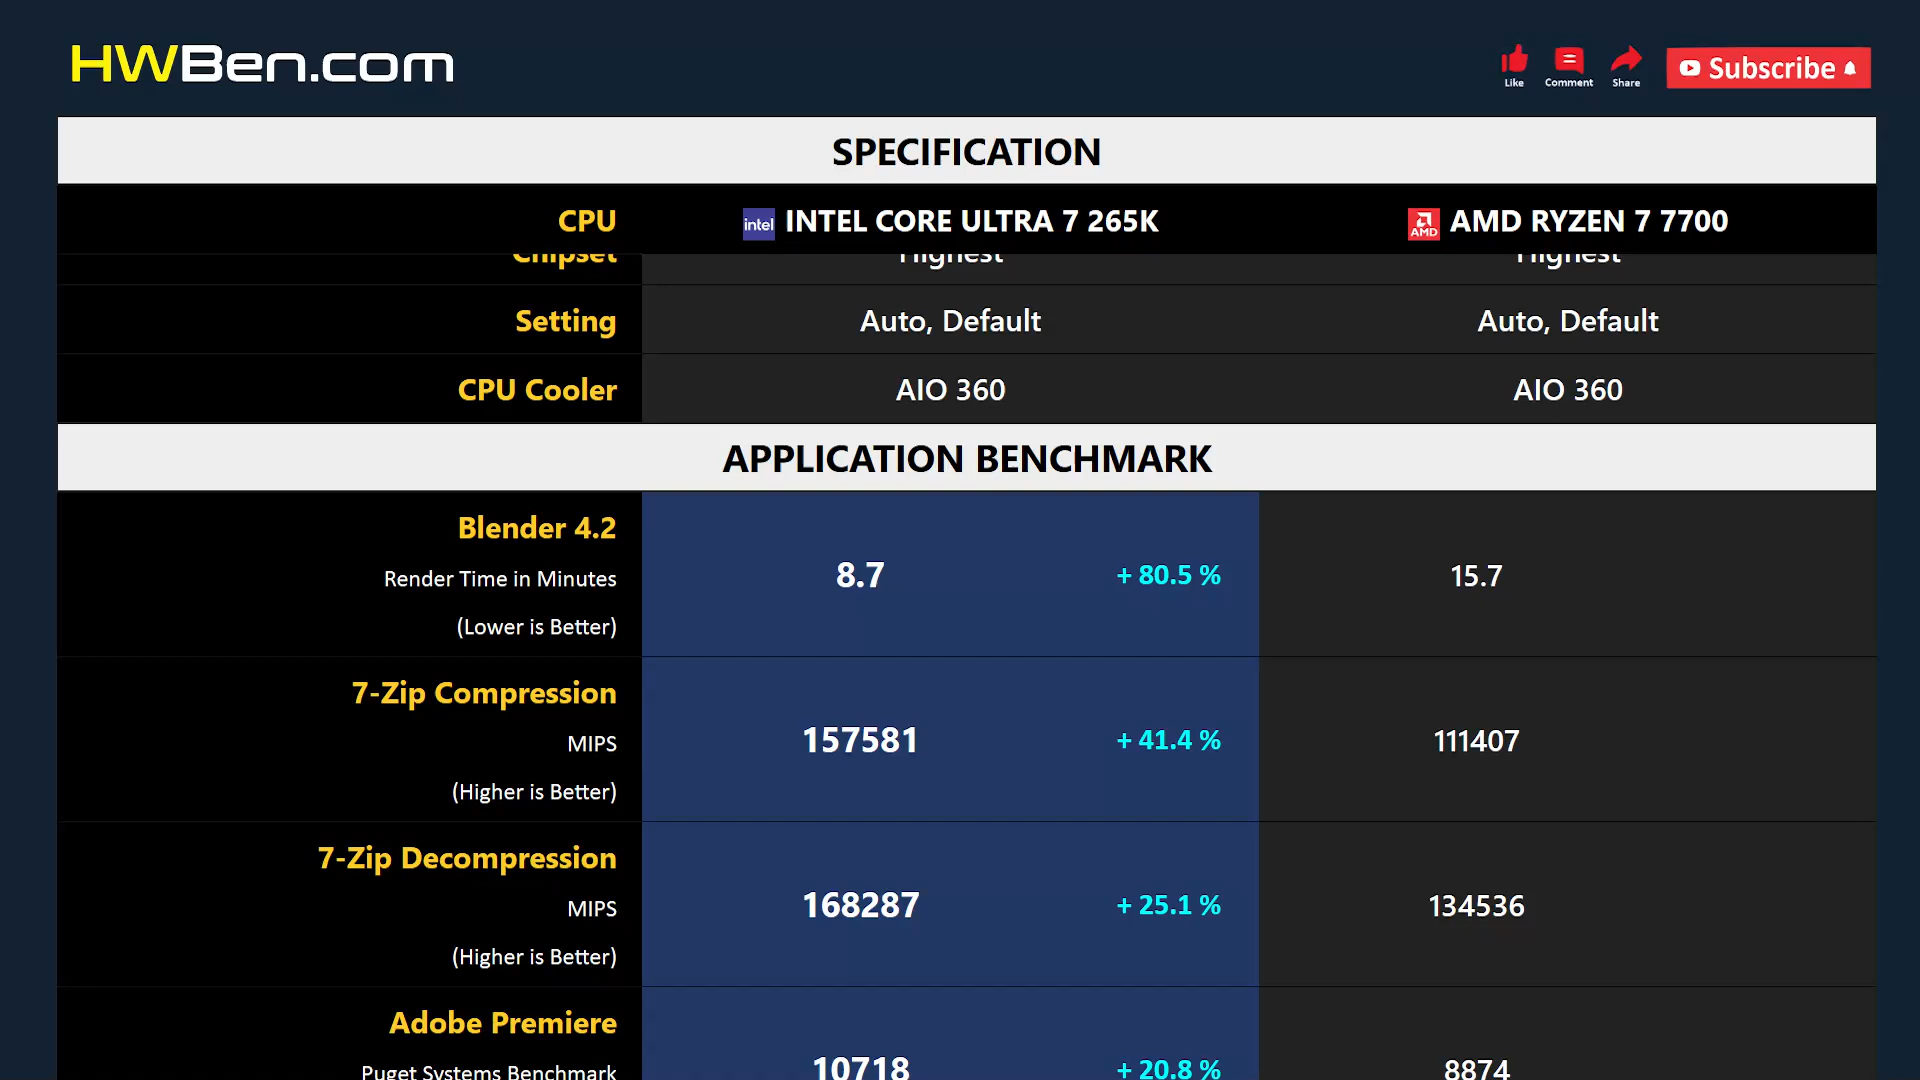 HWBen.com
Like
Comment
Share
Subscribe
SPECIFICATION
CPU
intel INTEL CORE ULTRA 7 265K
AMD AMD RYZEN 7 7700
Chipset Highest Highest
Setting Auto, Default Auto, Default
CPU Cooler AIO 360 AIO 360
APPLICATION BENCHMARK
Blender 4.2
Render Time in Minutes
(Lower is Better)
8.7 + 80.5 % 15.7
7-Zip Compression
MIPS
(Higher is Better)
157581 + 41.4 % 111407
7-Zip Decompression
MIPS
(Higher is Better)
168287 + 25.1 % 134536
Adobe Premiere
Puget Systems Benchmark
10718 + 20.8 % 8874